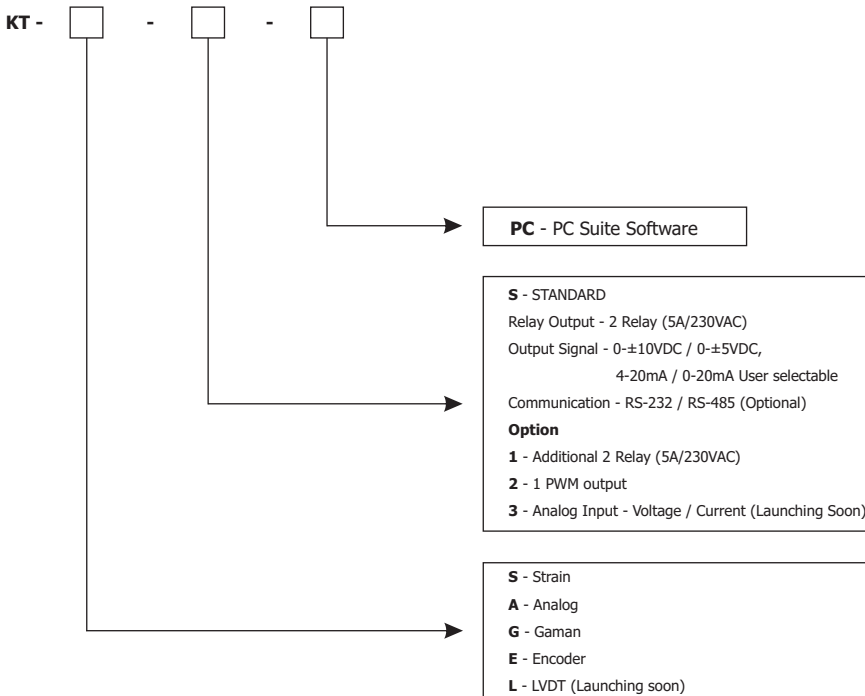 KT - - -
PC - PC Suite Software
S - STANDARD
Relay Output - 2 Relay (5A/230VAC)
Output Signal - 0-±10VDC / 0-±5VDC,
4-20mA / 0-20mA User selectable
Communication - RS-232 / RS-485 (Optional)
Option
1 - Additional 2 Relay (5A/230VAC)
2 - 1 PWM output
3 - Analog Input - Voltage / Current (Launching Soon)
S - Strain
A - Analog
G - Gaman
E - Encoder
L - LVDT (Launching soon)